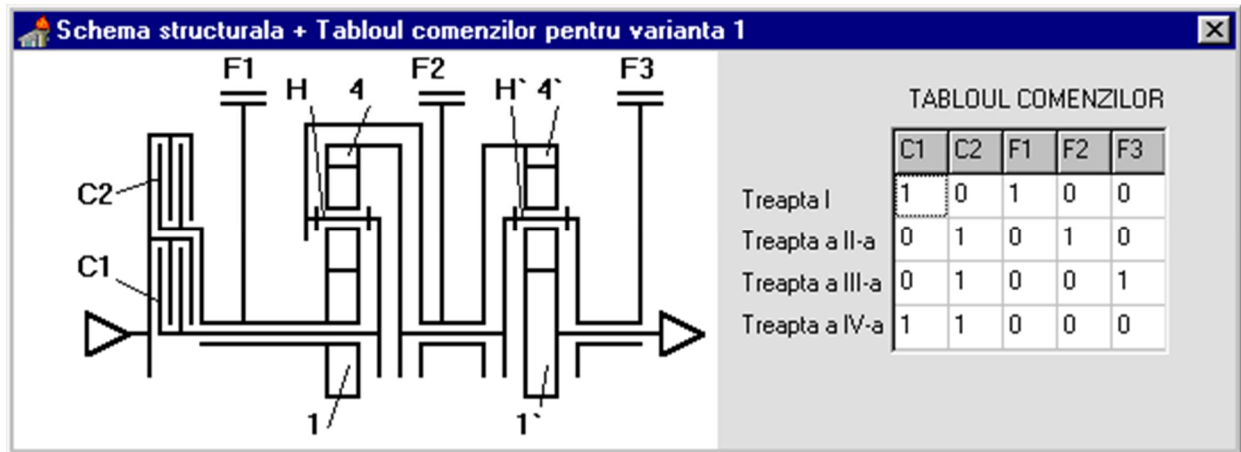 Schema structurala + Tabloul comenzilor pentru varianta 1
F1 F2 F3
H 4 H` 4`
C2
C1
1 1`
TABLOUL COMENZILOR
C1 C2 F1 F2 F3
Treapta I 1 0 1 0 0
Treapta a II-a 0 1 0 1 0
Treapta a III-a 0 1 0 0 1
Treapta a IV-a 1 1 0 0 0